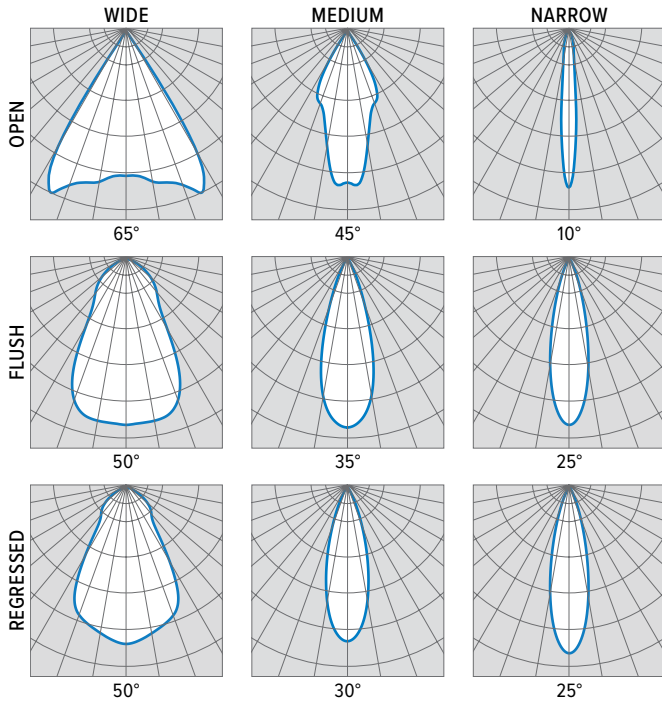 WIDE MEDIUM NARROW
OPEN
65° 45° 10°
FLUSH
50° 35° 25°
REGRESSED
50° 30° 25°